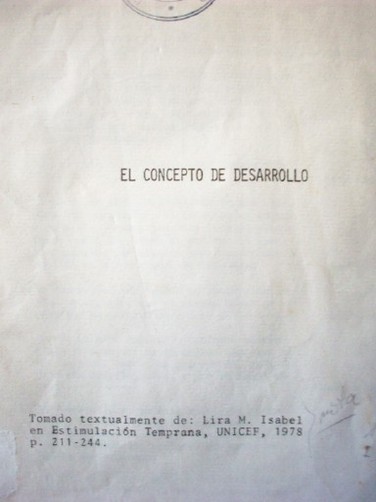 EL CONCEPTO DE DESARROLLO
Tomado textualmente de: Lira M. Isabel
en Estimulación Temprana, UNICEF, 1978
p. 211-244.